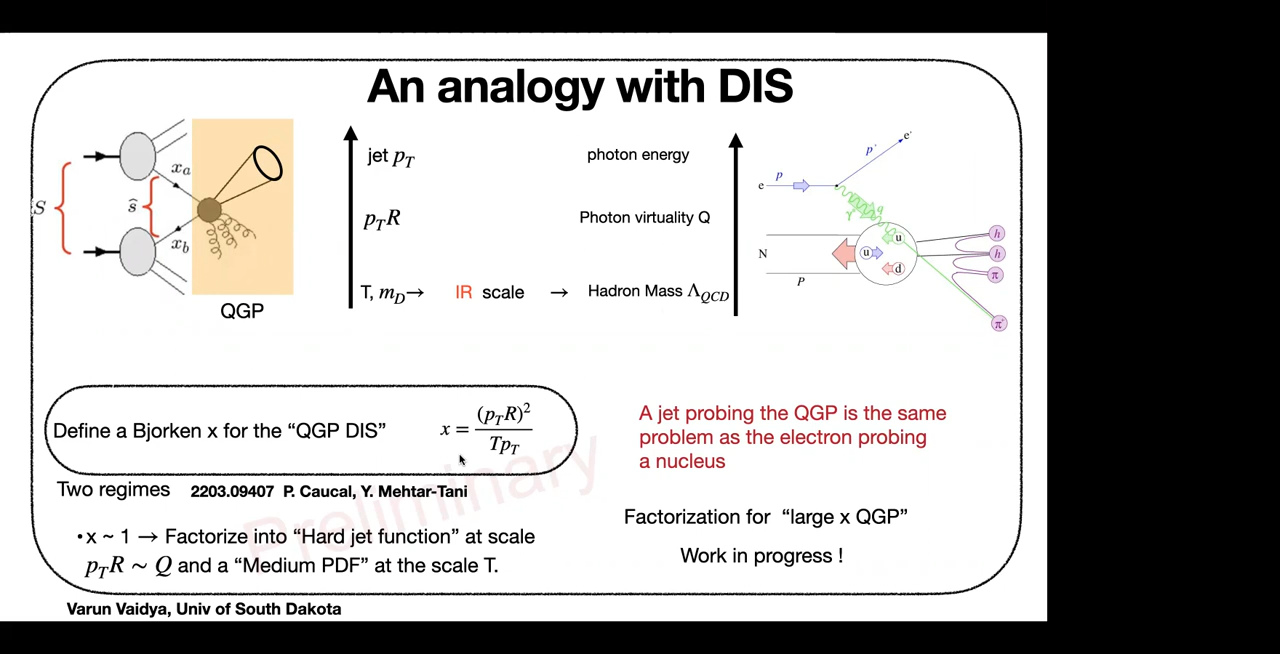 An analogy with DIS
S
ŝ
x_a
x_b
QGP
jet p_T
p_T R
T, m_D →
IR scale
→
photon energy
Photon virtuality Q
Hadron Mass Λ_QCD
e
p
p'
e'
γ*
q
N
P
u
u
d
h
h
π
π⁺
Define a Bjorken x for the “QGP DIS”
x = (p_T R)² / T p_T
A jet probing the QGP is the same
problem as the electron probing
a nucleus
Two regimes 2203.09407 P. Caucal, Y. Mehtar-Tani
• x ~ 1 → Factorize into “Hard jet function” at scale
p_T R ∼ Q and a “Medium PDF” at the scale T.
Factorization for “large x QGP”
Work in progress !
Preliminary
Varun Vaidya, Univ of South Dakota